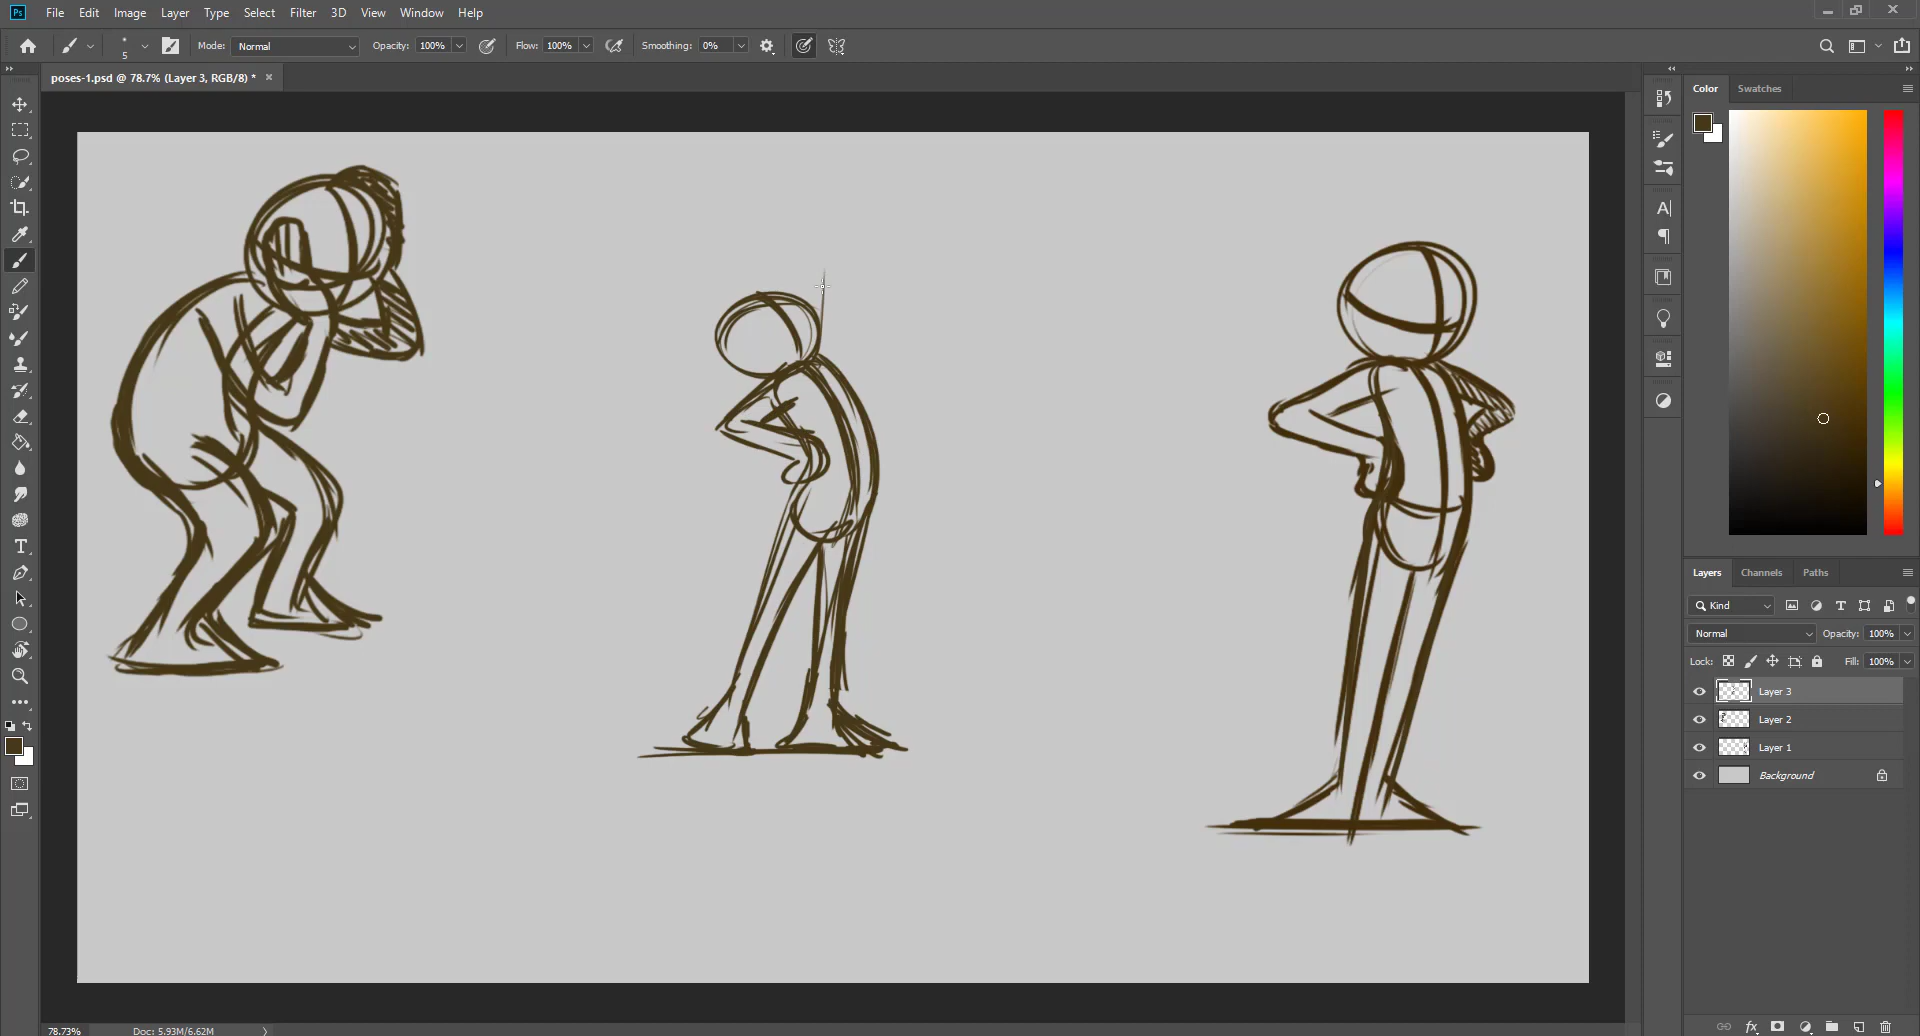 Ps File Edit Image Layer Type Select Filter 3D View Window Help
5 Mode: Normal Opacity: 100% Flow: 100% Smoothing: 0%
poses-1.psd @ 78.7% (Layer 3, RGB/8) * ×
Color Swatches
Layers Channels Paths
Kind
Normal Opacity: 100%
Lock: Fill: 100%
Layer 3
Layer 2
Layer 1
Background
fx
78.73% Doc: 5.93M/6.62M